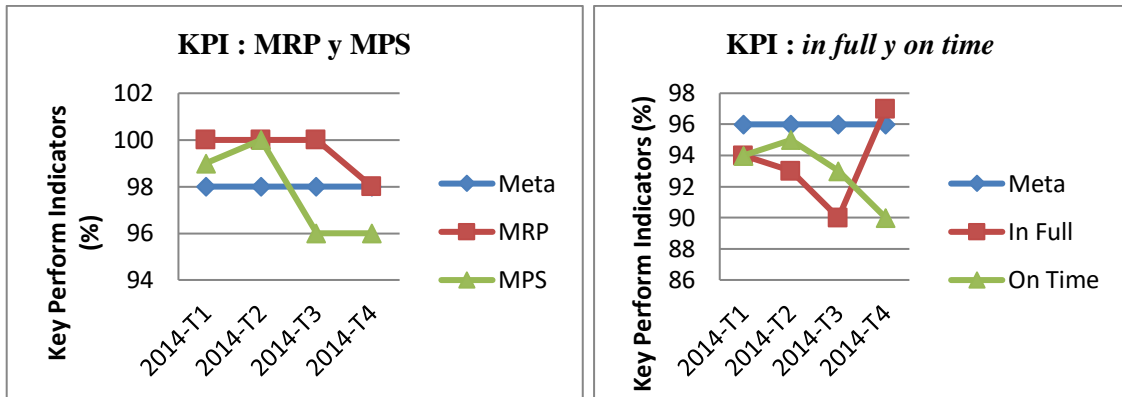 KPI : MRP y MPS
Key Perform Indicators
(%)
102
100
98
96
94
2014-T1
2014-T2
2014-T3
2014-T4
Meta
MRP
MPS
KPI : in full y on time
Key Perform Indicators (%)
98
96
94
92
90
88
86
2014-T1
2014-T2
2014-T3
2014-T4
Meta
In Full
On Time